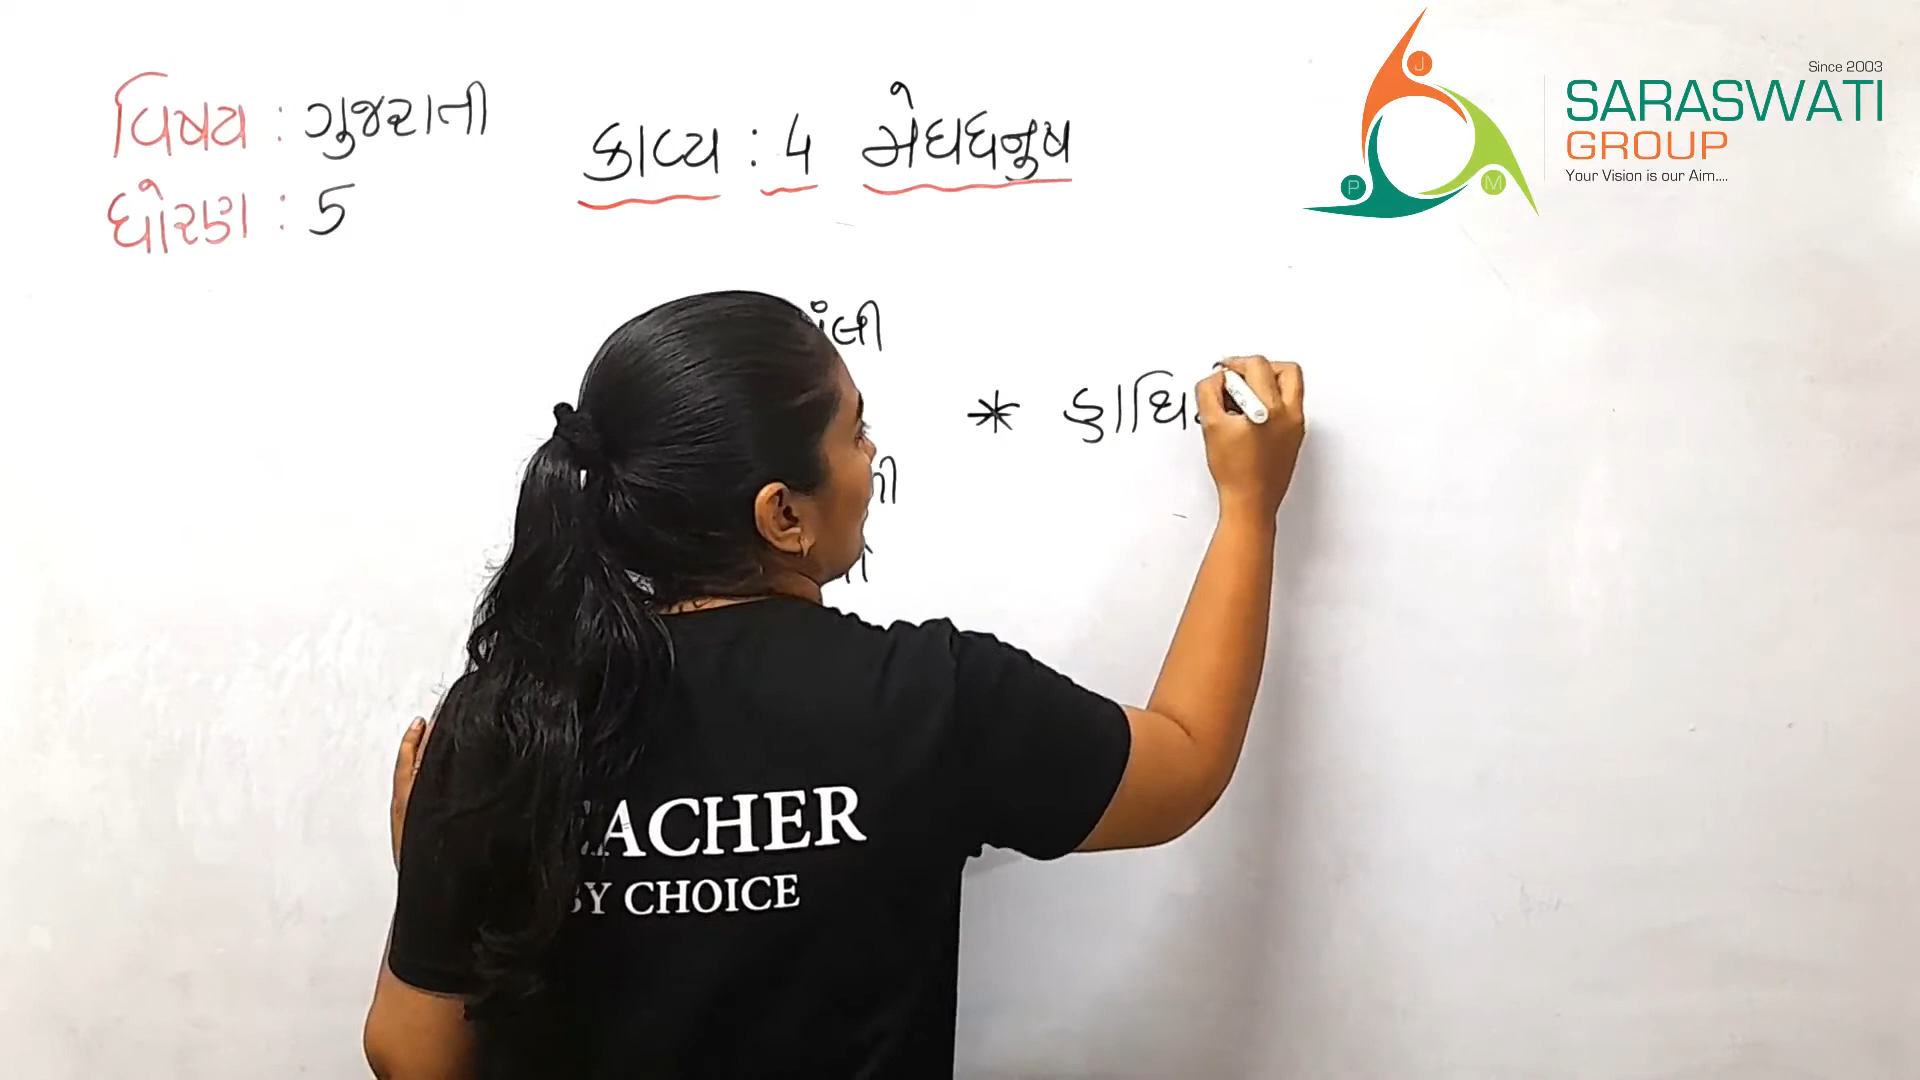 વિષય : ગુજરાતી
ધોરણ : 5
કાવ્ય : 4 મેઘધનુષ
Since 2003
SARASWATI
GROUP
Your Vision is our Aim....
J
P
M
*
EACHER
BY CHOICE